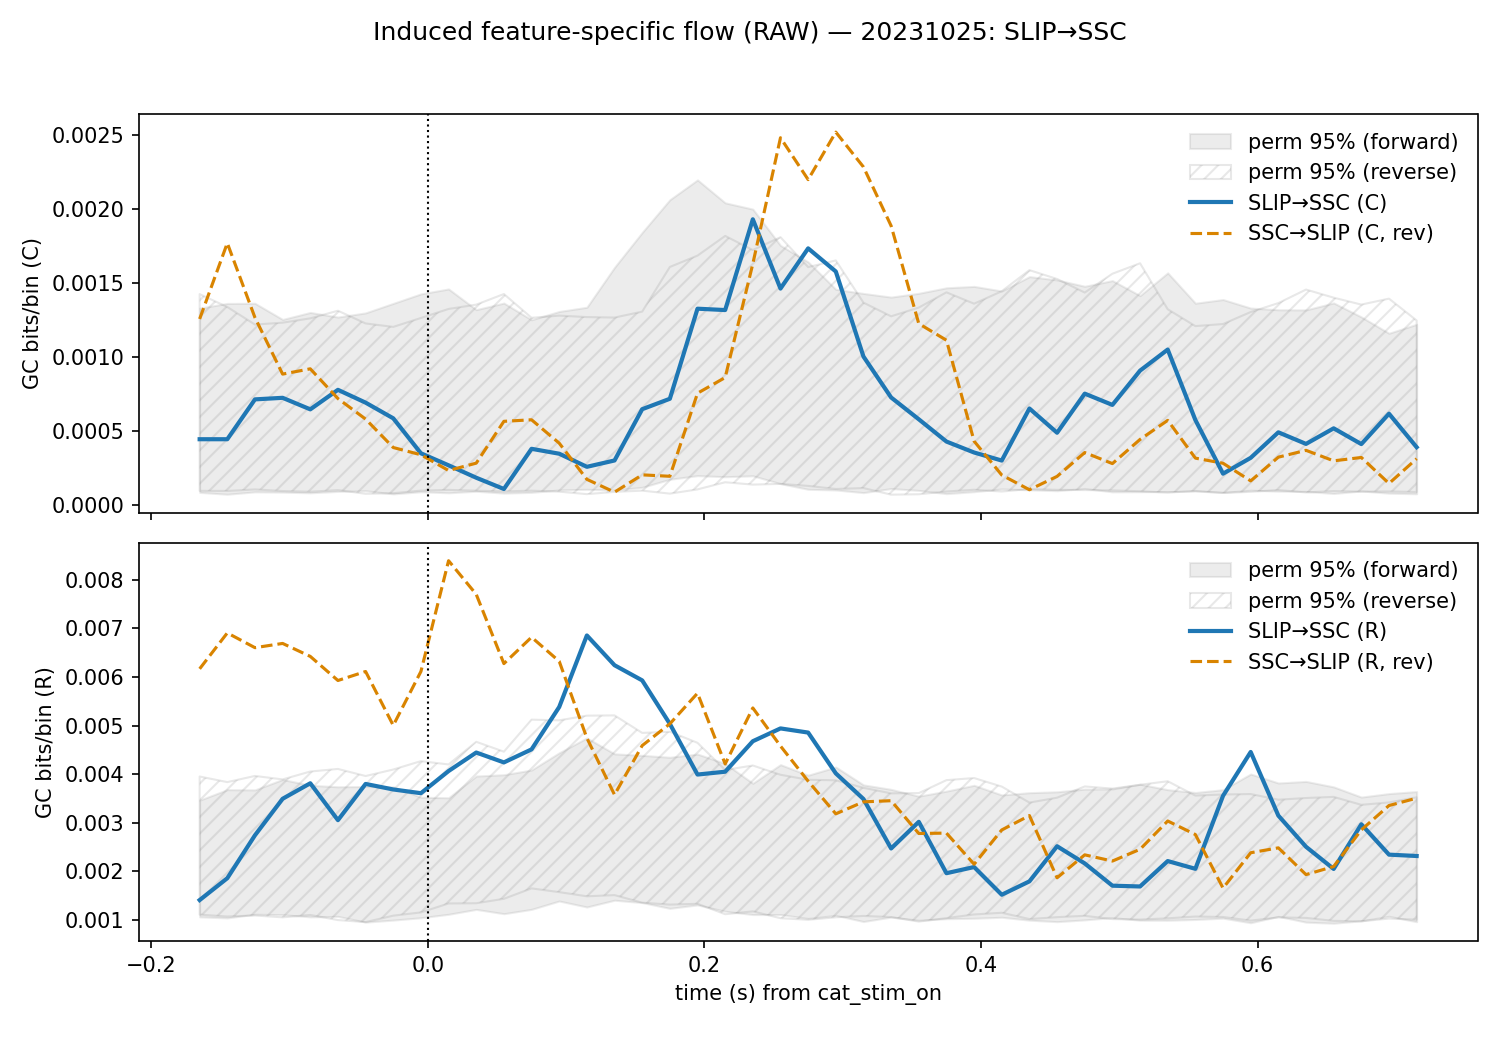 Induced feature-specific flow (RAW) — 20231025: SLIP→SSC
GC bits/bin (C)
0.0025
0.0020
0.0015
0.0010
0.0005
0.0000
perm 95% (forward)
perm 95% (reverse)
SLIP→SSC (C)
SSC→SLIP (C, rev)
GC bits/bin (R)
0.008
0.007
0.006
0.005
0.004
0.003
0.002
0.001
perm 95% (forward)
perm 95% (reverse)
SLIP→SSC (R)
SSC→SLIP (R, rev)
−0.2 0.0 0.2 0.4 0.6
time (s) from cat_stim_on